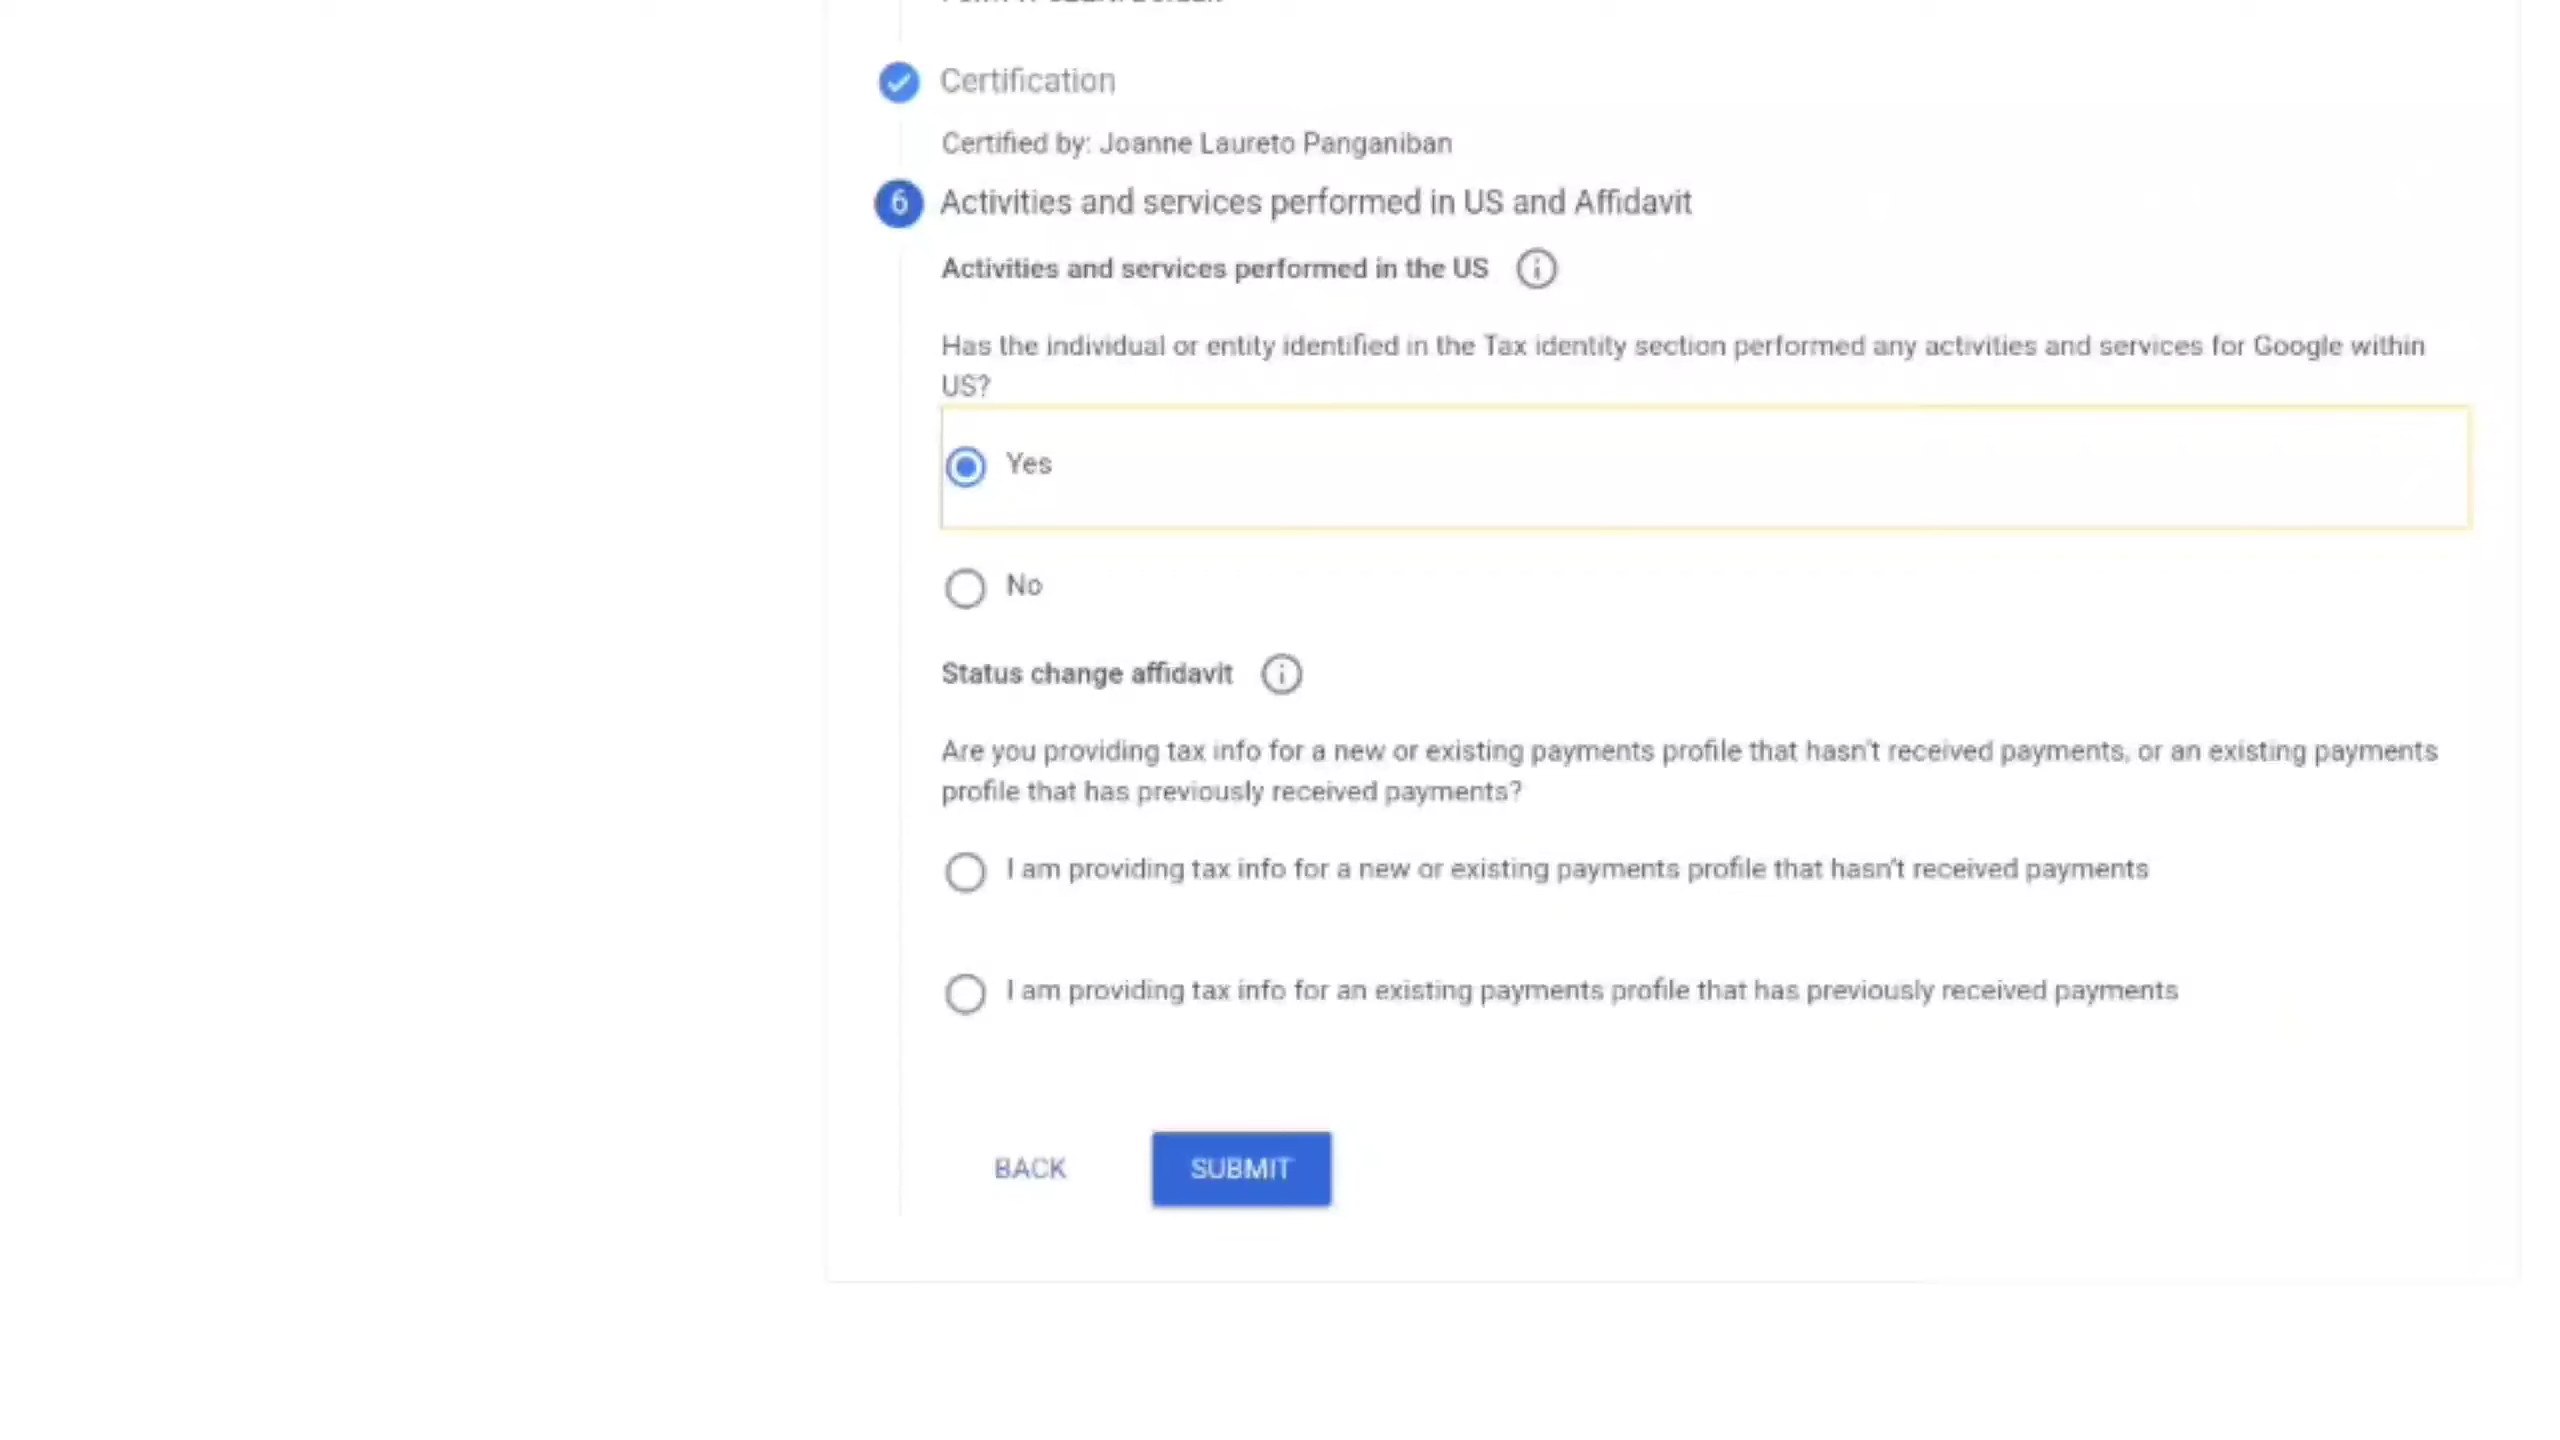 Certification
Certified by: Joanne Laureto Panganiban
6 Activities and services performed in US and Affidavit
Activities and services performed in the US
Has the individual or entity identified in the Tax identity section performed any activities and services for Google within
US?
Yes
No
Status change affidavit
Are you providing tax info for a new or existing payments profile that hasn't received payments, or an existing payments
profile that has previously received payments?
I am providing tax info for a new or existing payments profile that hasn't received payments
I am providing tax info for an existing payments profile that has previously received payments
BACK SUBMIT